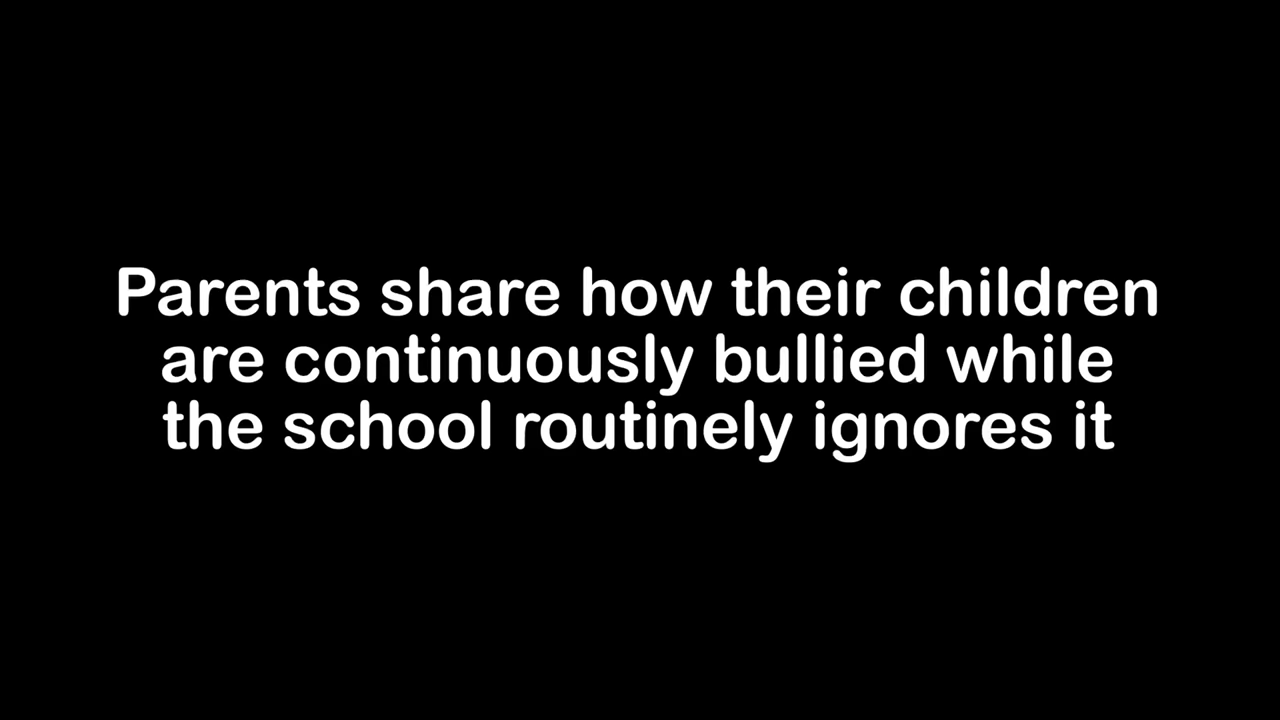 Parents share how their children
are continuously bullied while
the school routinely ignores it